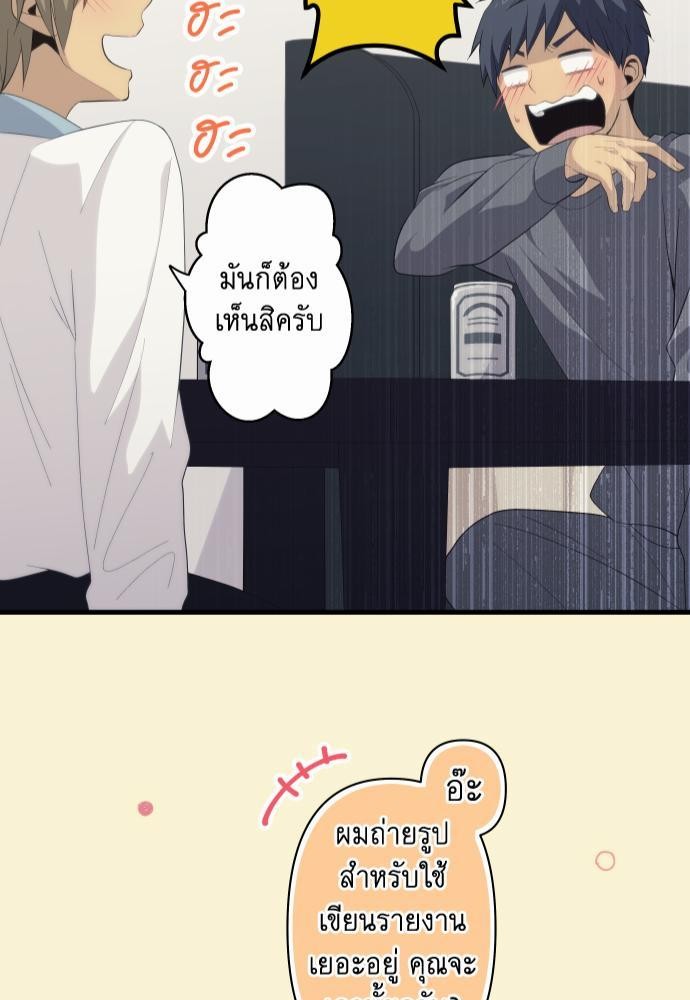 ฮะ
ฮะ
ฮะ
มันก็ต้อง
เห็นสิครับ
อ๊ะ
ผมถ่ายรูป
สำหรับใช้
เขียนรายงาน
เยอะอยู่ คุณจะ